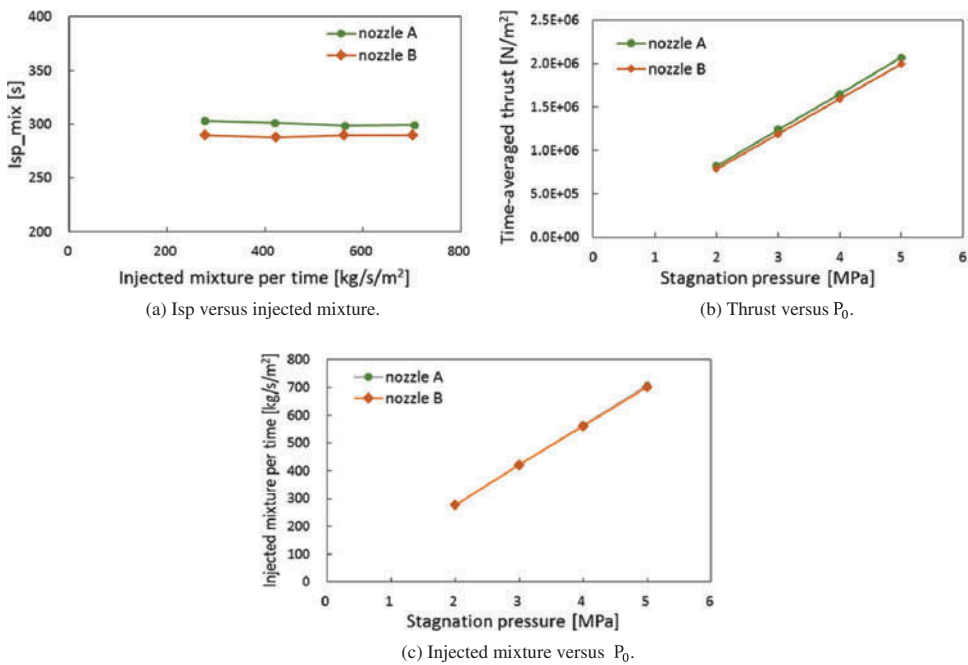 400
350
300
250
200
Isp_mix [s]
nozzle A
nozzle B
0 200 400 600 800
Injected mixture per time [kg/s/m²]
(a) Isp versus injected mixture.
2.5E+06
2.0E+06
1.5E+06
1.0E+06
5.0E+05
0.0E+00
Time-averaged thrust [N/m²]
nozzle A
nozzle B
0 1 2 3 4 5 6
Stagnation pressure [MPa]
(b) Thrust versus P₀.
800
700
600
500
400
300
200
100
0
Injected mixture per time [kg/s/m²]
nozzle A
nozzle B
0 1 2 3 4 5 6
Stagnation pressure [MPa]
(c) Injected mixture versus P₀.